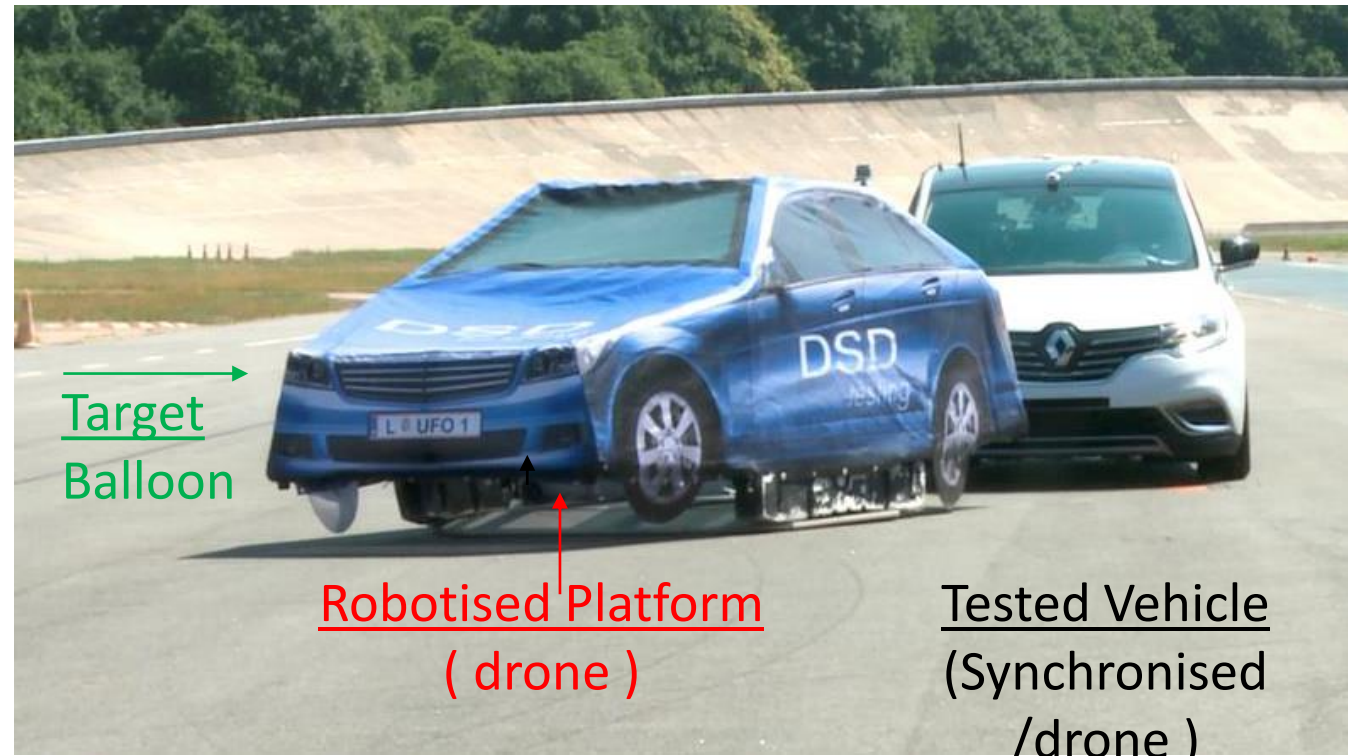 DSD
DSD
testing
L UFO 1
Target
Balloon
Robotised Platform
( drone )
Tested Vehicle
(Synchronised
/drone )